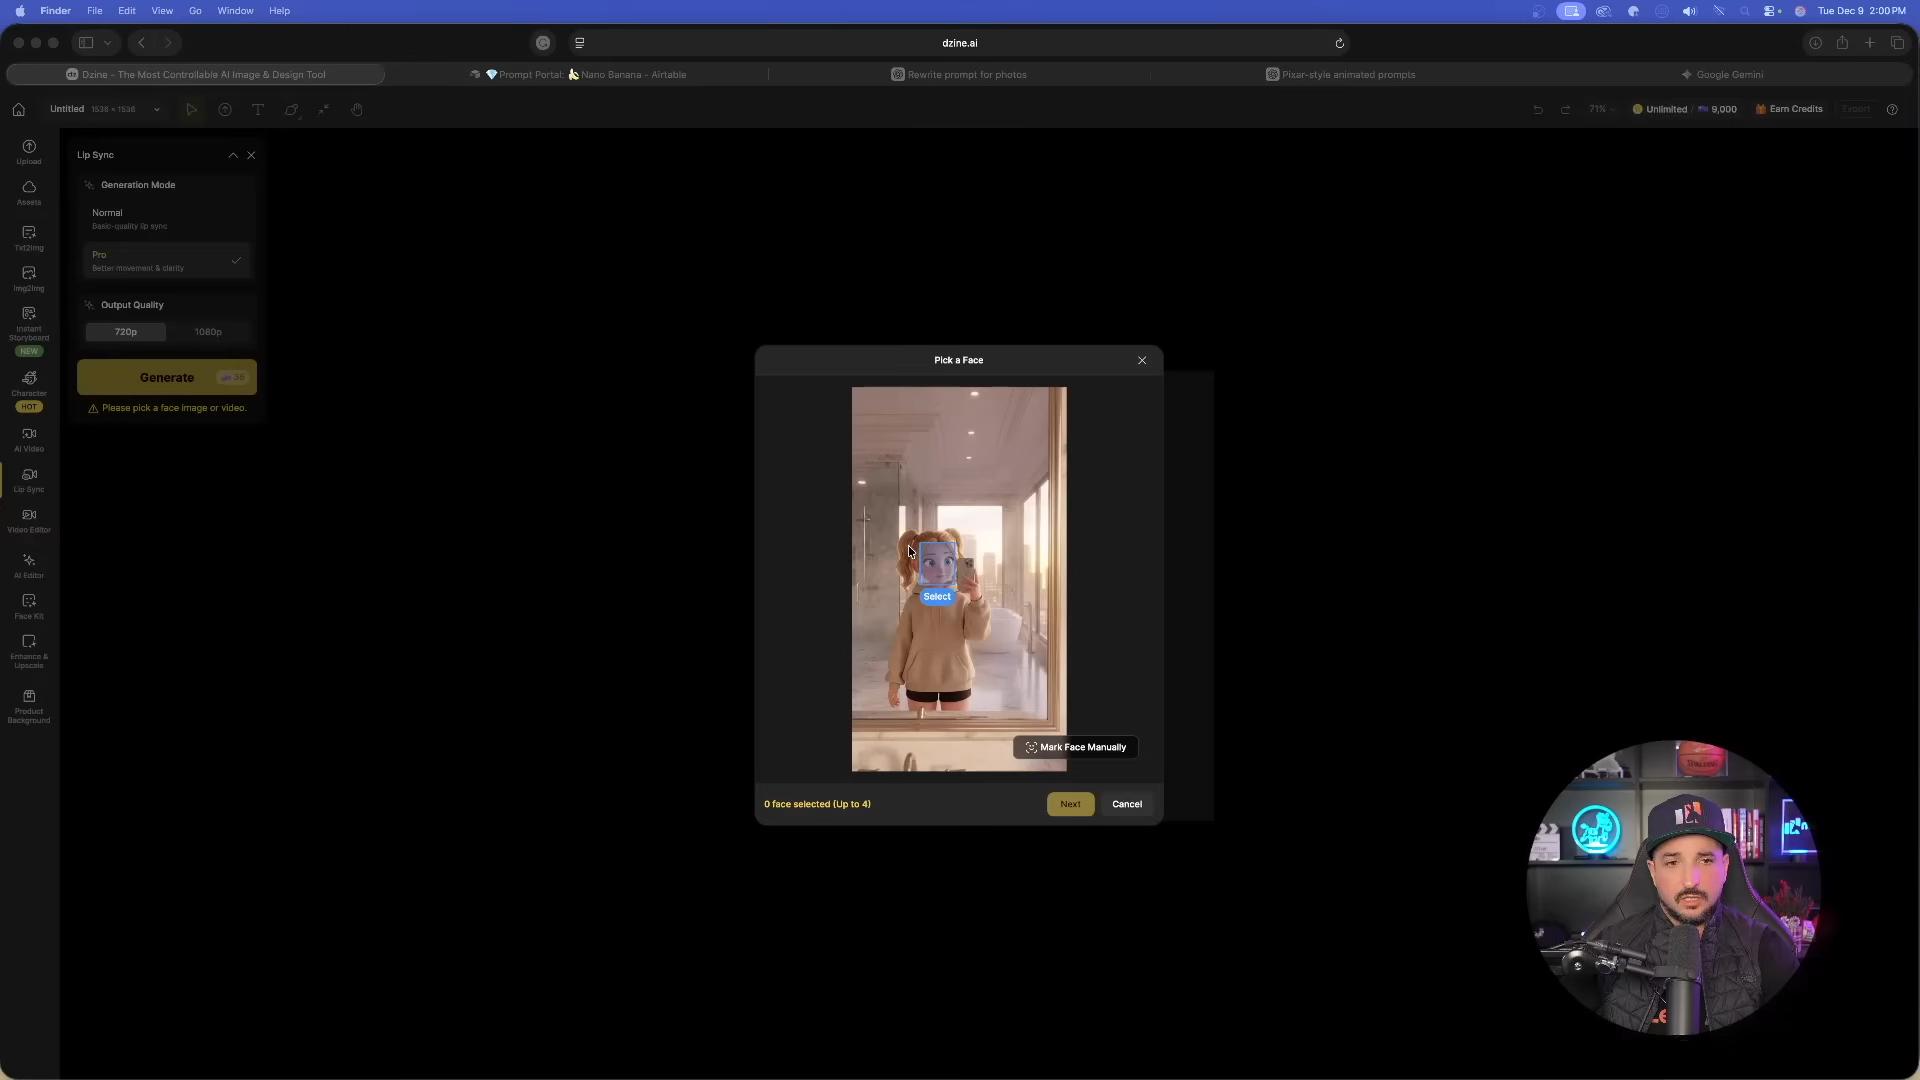 Finder File Edit View Go Window Help
Tue Dec 9 2:00 PM
dzine.ai
dz Dzine - The Most Controllable AI Image & Design Tool
Prompt Portal: Nano Banana - Airtable
Rewrite prompt for photos
Pixar-style animated prompts
Google Gemini
Untitled 1536 × 1536
71%
Unlimited / 9,000
Earn Credits
Export
Upload
Assets
Txt2Img
Img2Img
Instant
Storyboard
NEW
Character
HOT
AI Video
Lip Sync
Video Editor
AI Editor
Face Kit
Enhance &
Upscale
Product
Background
Lip Sync
Generation Mode
Normal
Basic-quality lip sync
Pro
Better movement & clarity
Output Quality
720p 1080p
Generate 36
Please pick a face image or video.
Pick a Face
Select
Mark Face Manually
0 face selected (Up to 4)
Next
Cancel
SPALDING